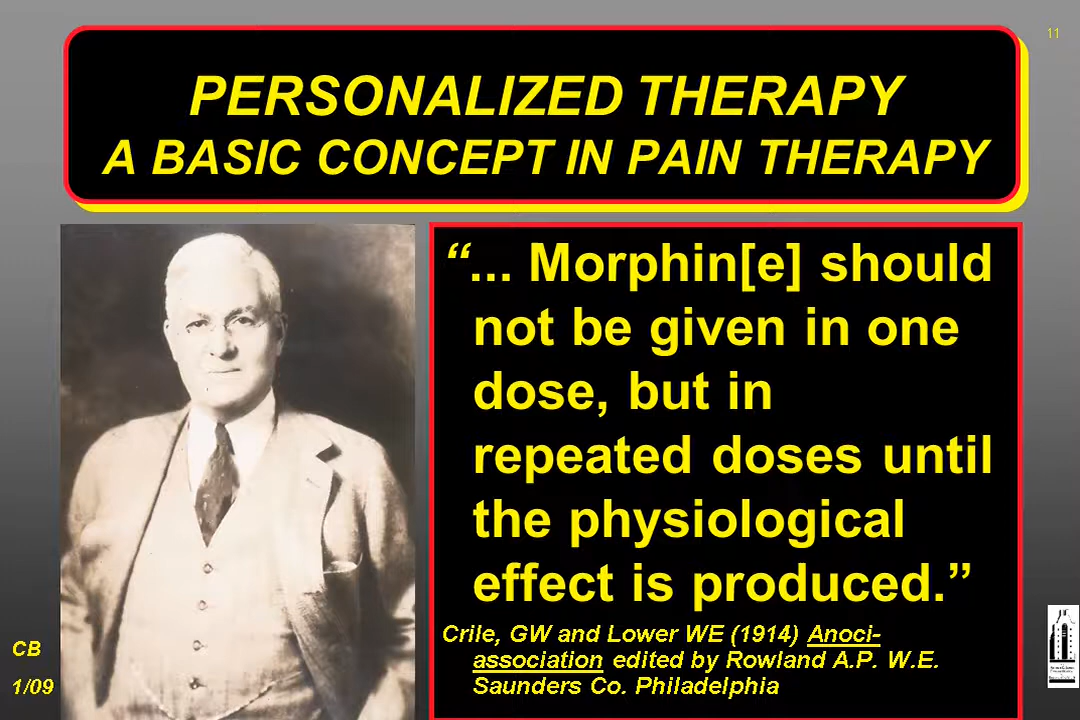 11
PERSONALIZED THERAPY
A BASIC CONCEPT IN PAIN THERAPY
“... Morphin[e] should
not be given in one
dose, but in
repeated doses until
the physiological
effect is produced.”
Crile, GW and Lower WE (1914) Anoci-
association edited by Rowland A.P. W.E.
Saunders Co. Philadelphia
CB
1/09